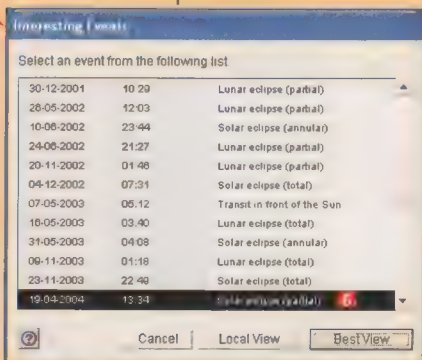 Interesting Events
Select an event from the following list
30-12-2001 10 29 Lunar eclipse (partial)
26-05-2002 12:03 Lunar eclipse (partial)
10-06-2002 23:44 Solar eclipse (annular)
24-06-2002 21:27 Lunar eclipse (partial)
20-11-2002 01:46 Lunar eclipse (partial)
04-12-2002 07:31 Solar eclipse (total)
07-05-2003 05.12 Transit in front of the Sun
16-05-2003 03.40 Lunar eclipse (total)
31-05-2003 04:08 Solar eclipse (annular)
09-11-2003 01:18 Lunar eclipse (total)
23-11-2003 22 49 Solar eclipse (total)
19-04-2004 13:34 Solar eclipse (partial) 6
? Cancel Local View Best View